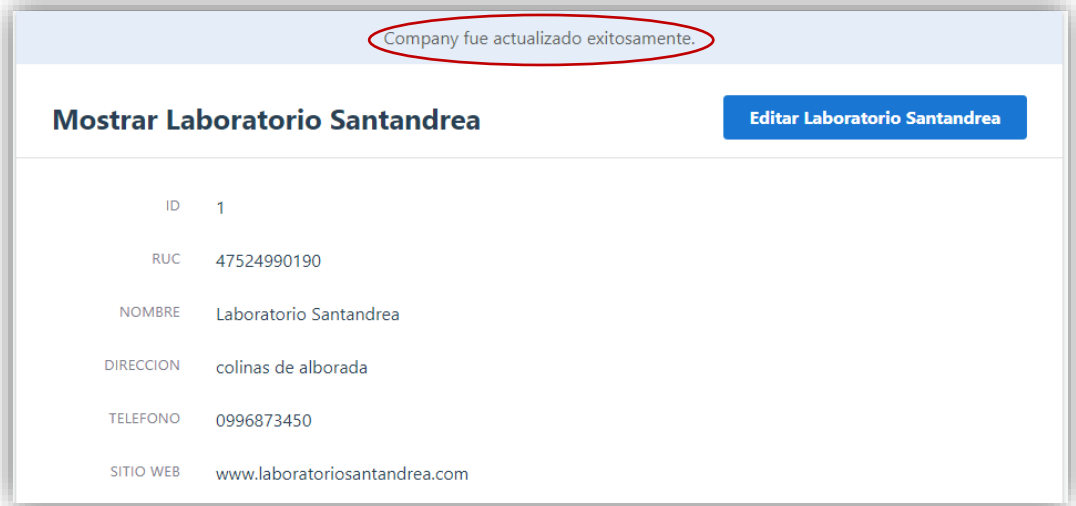 Company fue actualizado exitosamente.
Mostrar Laboratorio Santandrea
Editar Laboratorio Santandrea
ID 1
RUC 47524990190
NOMBRE Laboratorio Santandrea
DIRECCION colinas de alborada
TELEFONO 0996873450
SITIO WEB www.laboratoriosantandrea.com